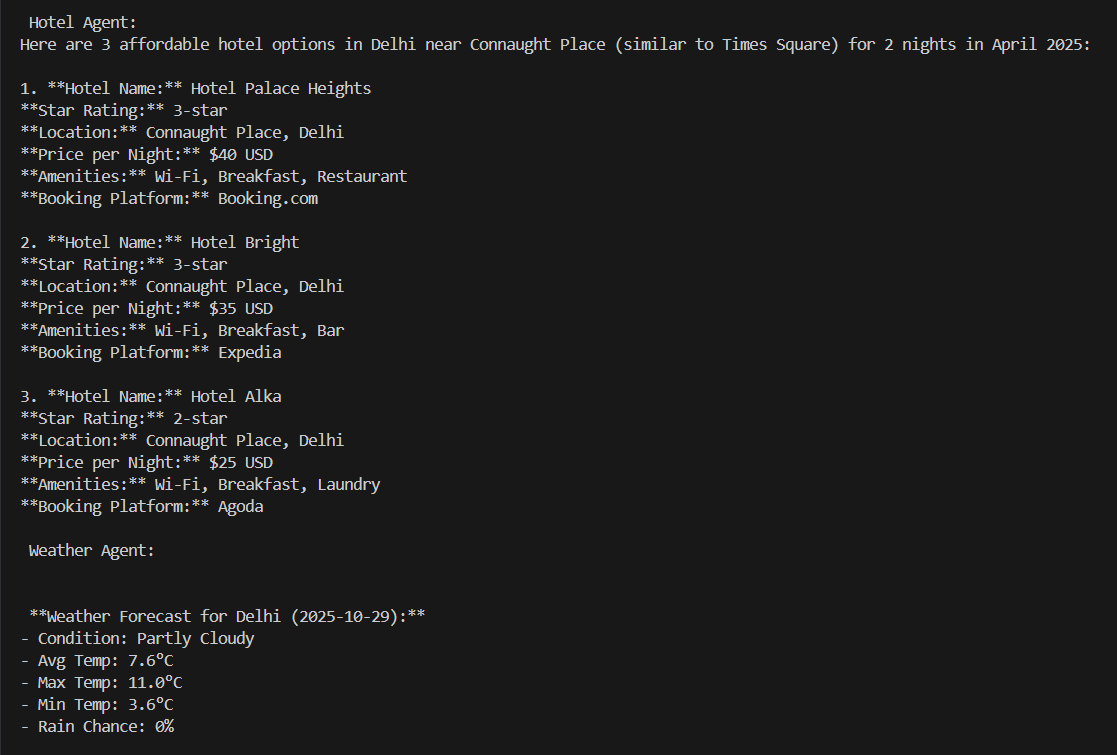 Hotel Agent:
Here are 3 affordable hotel options in Delhi near Connaught Place (similar to Times Square) for 2 nights in April 2025:
1. **Hotel Name:** Hotel Palace Heights
**Star Rating:** 3-star
**Location:** Connaught Place, Delhi
**Price per Night:** $40 USD
**Amenities:** Wi-Fi, Breakfast, Restaurant
**Booking Platform:** Booking.com
2. **Hotel Name:** Hotel Bright
**Star Rating:** 3-star
**Location:** Connaught Place, Delhi
**Price per Night:** $35 USD
**Amenities:** Wi-Fi, Breakfast, Bar
**Booking Platform:** Expedia
3. **Hotel Name:** Hotel Alka
**Star Rating:** 2-star
**Location:** Connaught Place, Delhi
**Price per Night:** $25 USD
**Amenities:** Wi-Fi, Breakfast, Laundry
**Booking Platform:** Agoda
Weather Agent:
**Weather Forecast for Delhi (2025-10-29):**
- Condition: Partly Cloudy
- Avg Temp: 7.6°C
- Max Temp: 11.0°C
- Min Temp: 3.6°C
- Rain Chance: 0%